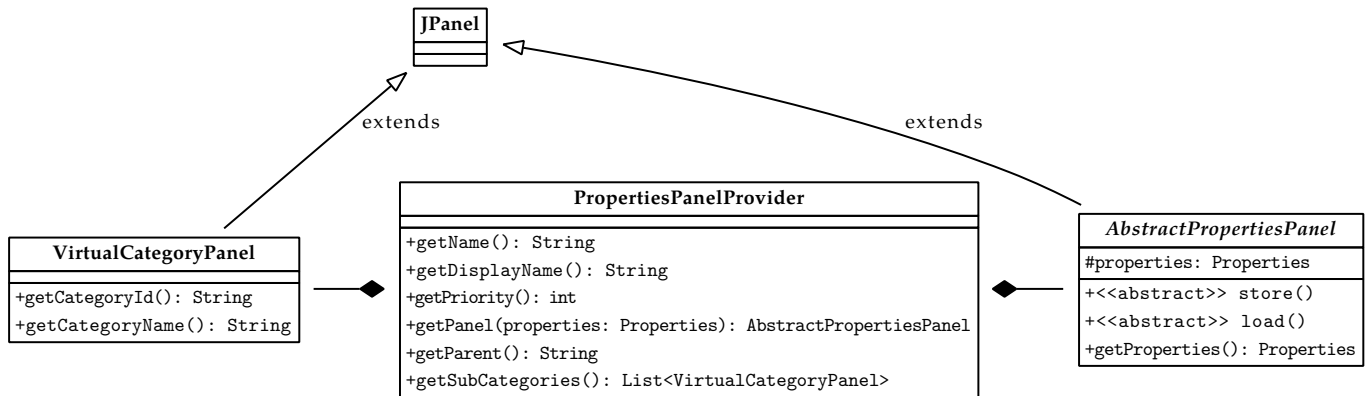 JPanel
extends
extends
PropertiesPanelProvider
+getName(): String
+getDisplayName(): String
+getPriority(): int
+getPanel(properties: Properties): AbstractPropertiesPanel
+getParent(): String
+getSubCategories(): List<VirtualCategoryPanel>
VirtualCategoryPanel
+getCategoryId(): String
+getCategoryName(): String
AbstractPropertiesPanel
#properties: Properties
+<<abstract>> store()
+<<abstract>> load()
+getProperties(): Properties